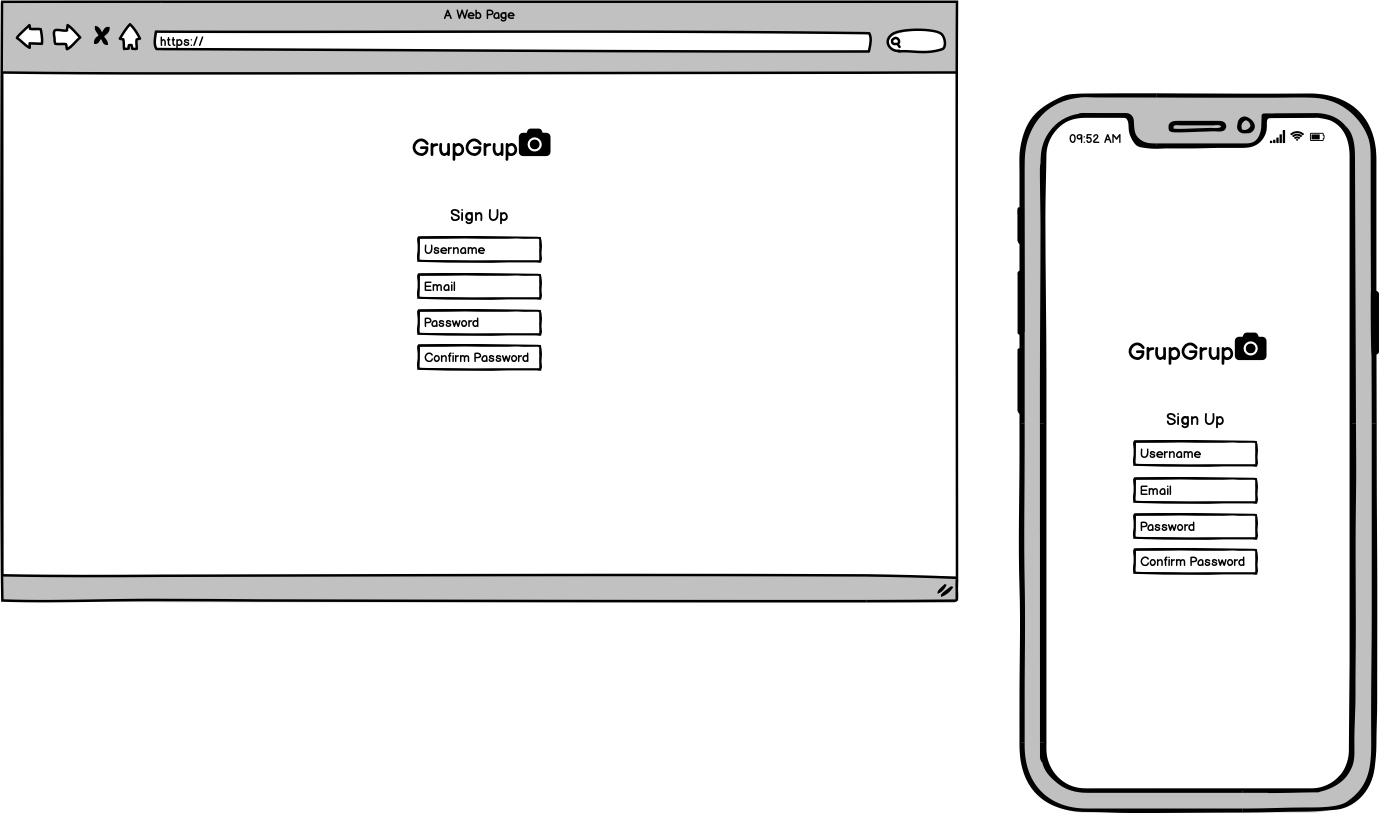 A Web Page
https://
GrupGrup
Sign Up
Username
Email
Password
Confirm Password
09:52 AM
GrupGrup
Sign Up
Username
Email
Password
Confirm Password